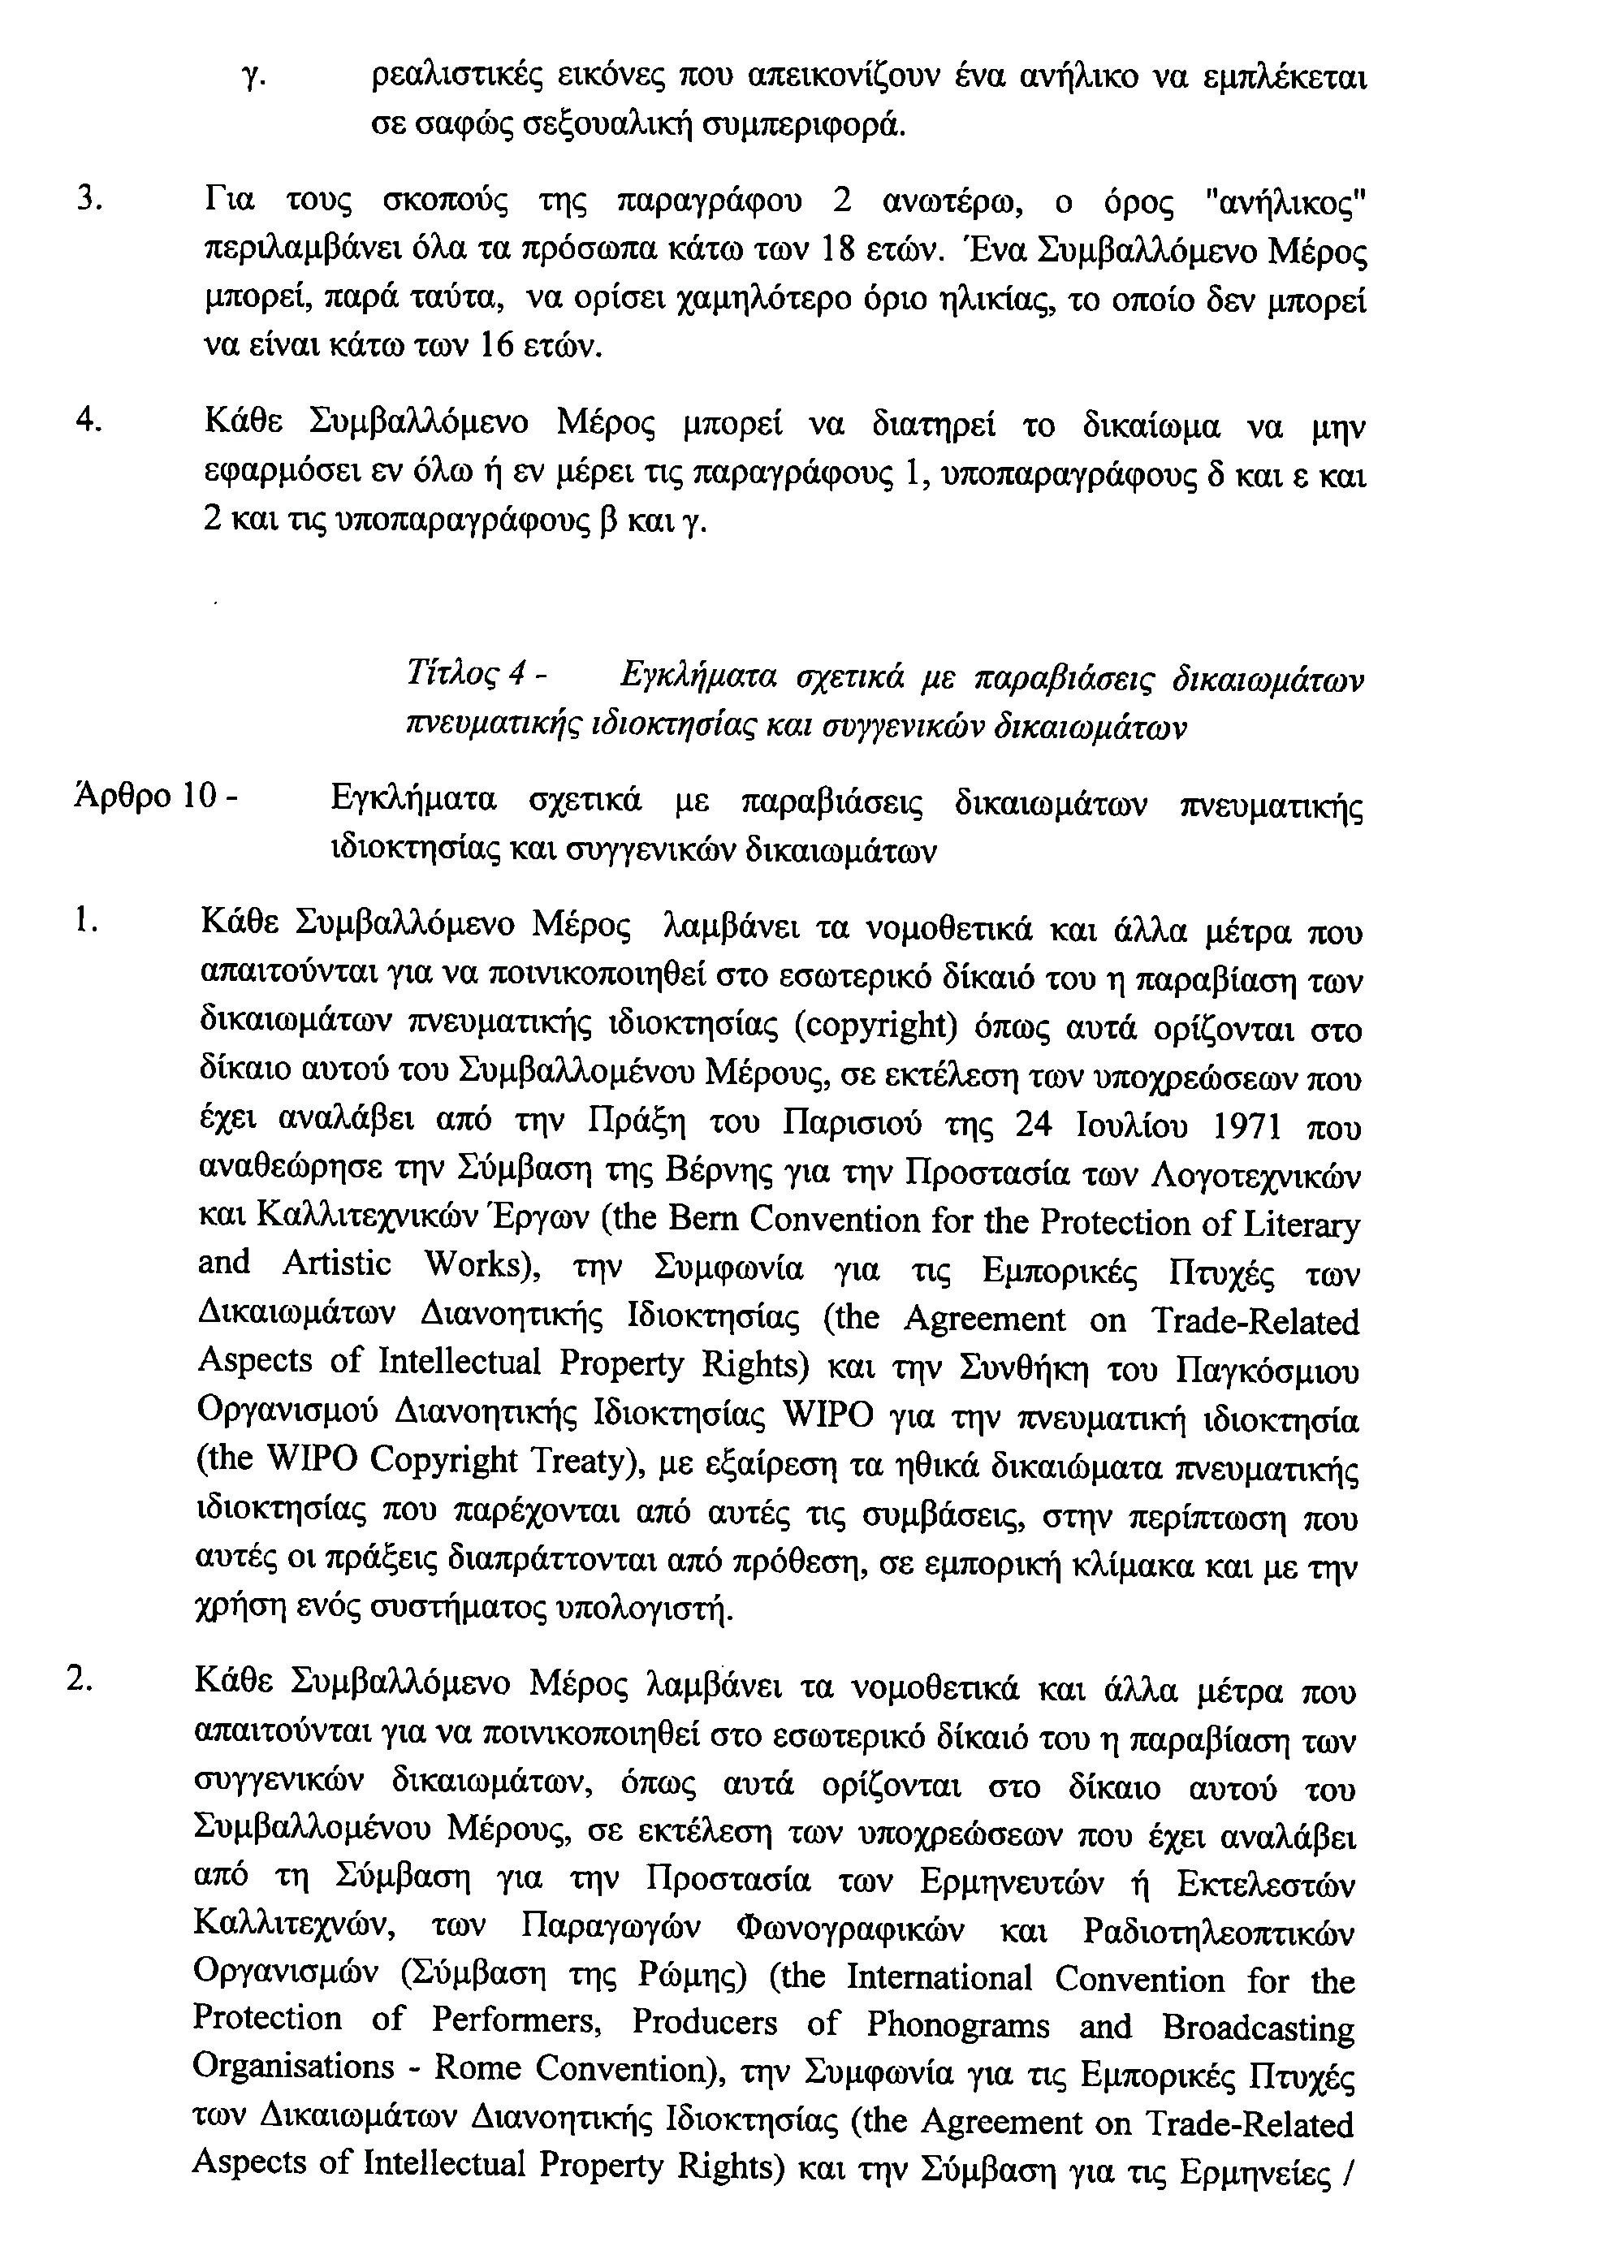 γ. ρεαλιστικές εικόνες που απεικονίζουν ένα ανήλικο να εμπλέκεται
σε σαφώς σεξουαλική συμπεριφορά.
3. Για τους σκοπούς της παραγράφου 2 ανωτέρω, ο όρος "ανήλικος"
περιλαμβάνει όλα τα πρόσωπα κάτω των 18 ετών. Ένα Συμβαλλόμενο Μέρος
μπορεί, παρά ταύτα, να ορίσει χαμηλότερο όριο ηλικίας, το οποίο δεν μπορεί
να είναι κάτω των 16 ετών.
4. Κάθε Συμβαλλόμενο Μέρος μπορεί να διατηρεί το δικαίωμα να μην
εφαρμόσει εν όλω ή εν μέρει τις παραγράφους 1, υποπαραγράφους δ και ε και
2 και τις υποπαραγράφους β και γ.
Τίτλος 4 - Εγκλήματα σχετικά με παραβιάσεις δικαιωμάτων
πνευματικής ιδιοκτησίας και συγγενικών δικαιωμάτων
Άρθρο 10 - Εγκλήματα σχετικά με παραβιάσεις δικαιωμάτων πνευματικής
ιδιοκτησίας και συγγενικών δικαιωμάτων
1. Κάθε Συμβαλλόμενο Μέρος λαμβάνει τα νομοθετικά και άλλα μέτρα που
απαιτούνται για να ποινικοποιηθεί στο εσωτερικό δίκαιό του η παραβίαση των
δικαιωμάτων πνευματικής ιδιοκτησίας (copyright) όπως αυτά ορίζονται στο
δίκαιο αυτού του Συμβαλλομένου Μέρους, σε εκτέλεση των υποχρεώσεων που
έχει αναλάβει από την Πράξη του Παρισιού της 24 Ιουλίου 1971 που
αναθεώρησε την Σύμβαση της Βέρνης για την Προστασία των Λογοτεχνικών
και Καλλιτεχνικών Έργων (the Bern Convention for the Protection of Literary
and Artistic Works), την Συμφωνία για τις Εμπορικές Πτυχές των
Δικαιωμάτων Διανοητικής Ιδιοκτησίας (the Agreement on Trade-Related
Aspects of Intellectual Property Rights) και την Συνθήκη του Παγκόσμιου
Οργανισμού Διανοητικής Ιδιοκτησίας WIPO για την πνευματική ιδιοκτησία
(the WIPO Copyright Treaty), με εξαίρεση τα ηθικά δικαιώματα πνευματικής
ιδιοκτησίας που παρέχονται από αυτές τις συμβάσεις, στην περίπτωση που
αυτές οι πράξεις διαπράττονται από πρόθεση, σε εμπορική κλίμακα και με την
χρήση ενός συστήματος υπολογιστή.
2. Κάθε Συμβαλλόμενο Μέρος λαμβάνει τα νομοθετικά και άλλα μέτρα που
απαιτούνται για να ποινικοποιηθεί στο εσωτερικό δίκαιό του η παραβίαση των
συγγενικών δικαιωμάτων, όπως αυτά ορίζονται στο δίκαιο αυτού του
Συμβαλλομένου Μέρους, σε εκτέλεση των υποχρεώσεων που έχει αναλάβει
από τη Σύμβαση για την Προστασία των Ερμηνευτών ή Εκτελεστών
Καλλιτεχνών, των Παραγωγών Φωνογραφικών και Ραδιοτηλεοπτικών
Οργανισμών (Σύμβαση της Ρώμης) (the International Convention for the
Protection of Performers, Producers of Phonograms and Broadcasting
Organisations - Rome Convention), την Συμφωνία για τις Εμπορικές Πτυχές
των Δικαιωμάτων Διανοητικής Ιδιοκτησίας (the Agreement on Trade-Related
Aspects of Intellectual Property Rights) και την Σύμβαση για τις Ερμηνείες /